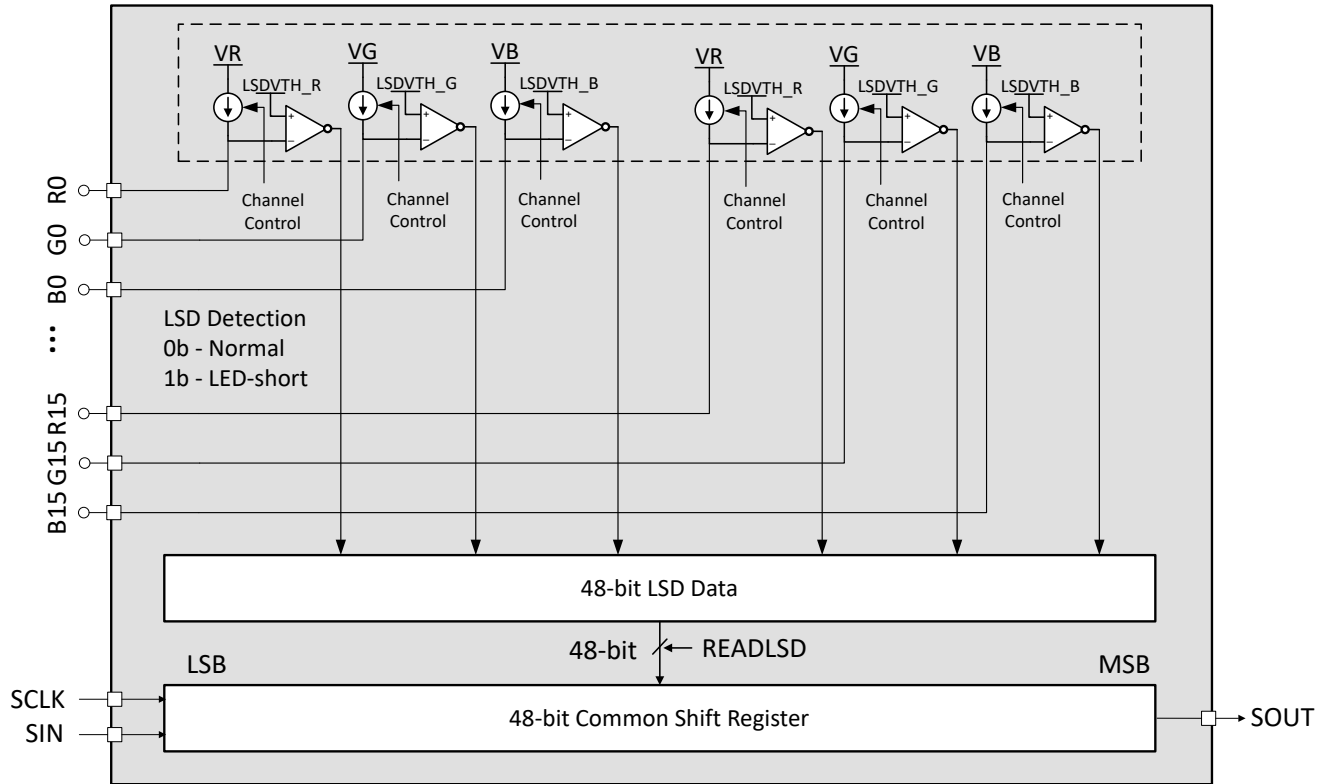 VR
VG
VB
VR
VG
VB
LSDVTH_R
LSDVTH_G
LSDVTH_B
LSDVTH_R
LSDVTH_G
LSDVTH_B
+
−
+
−
+
−
+
−
+
−
+
−
Channel
Control
Channel
Control
Channel
Control
Channel
Control
Channel
Control
Channel
Control
R0
G0
B0
...
R15
G15
B15
LSD Detection
0b - Normal
1b - LED-short
48-bit LSD Data
48-bit
READLSD
LSB
MSB
SCLK
SIN
48-bit Common Shift Register
SOUT